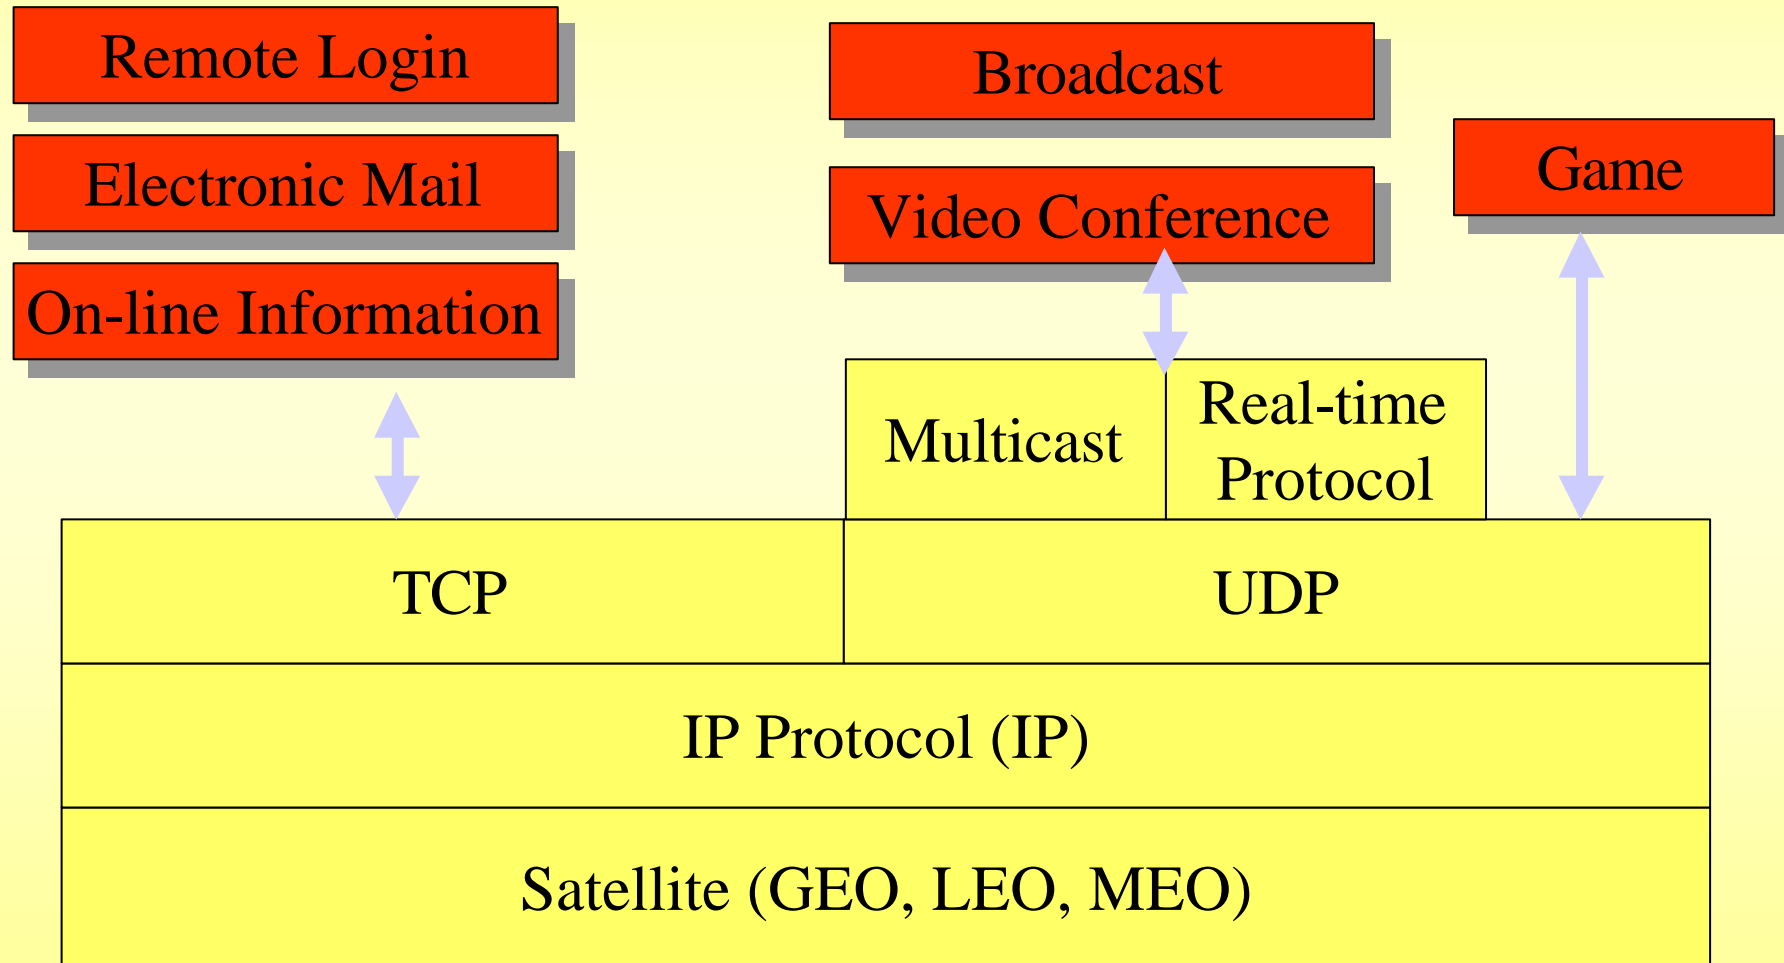 Remote Login
Electronic Mail
On-line Information
Broadcast
Video Conference
Game
Multicast
Real-time
Protocol
TCP
UDP
IP Protocol (IP)
Satellite (GEO, LEO, MEO)